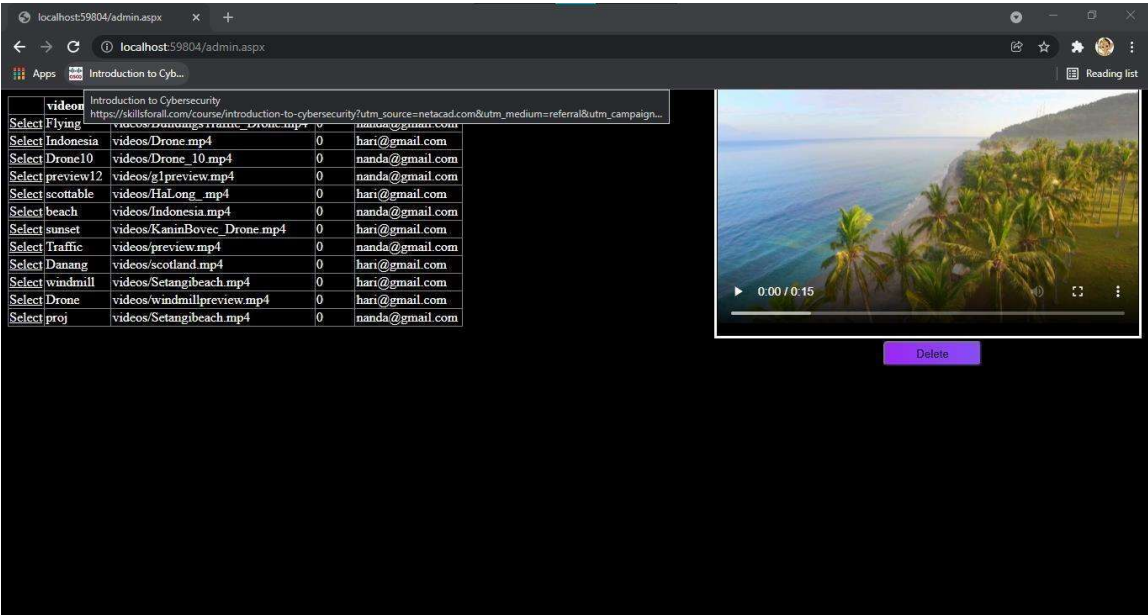 localhost:59804/admin.aspx
localhost:59804/admin.aspx
Apps Introduction to Cyb... Reading list
Introduction to Cybersecurity
https://skillsforall.com/course/introduction-to-cybersecurity?utm_source=netacad.com&utm_medium=referral&utm_campaign...
Select Flying videos/BuildingsTraffic_Drone.mp4 0 nanda@gmail.com
Select Indonesia videos/Drone.mp4 0 hari@gmail.com
Select Drone10 videos/Drone_10.mp4 0 nanda@gmail.com
Select preview12 videos/g1preview.mp4 0 nanda@gmail.com
Select scottable videos/HaLong_.mp4 0 hari@gmail.com
Select beach videos/Indonesia.mp4 0 nanda@gmail.com
Select sunset videos/KaninBovec_Drone.mp4 0 hari@gmail.com
Select Traffic videos/preview.mp4 0 nanda@gmail.com
Select Danang videos/scotland.mp4 0 hari@gmail.com
Select windmill videos/Setangibeach.mp4 0 hari@gmail.com
Select Drone videos/windmillpreview.mp4 0 hari@gmail.com
Select proj videos/Setangibeach.mp4 0 nanda@gmail.com
0:00 / 0:15
Delete